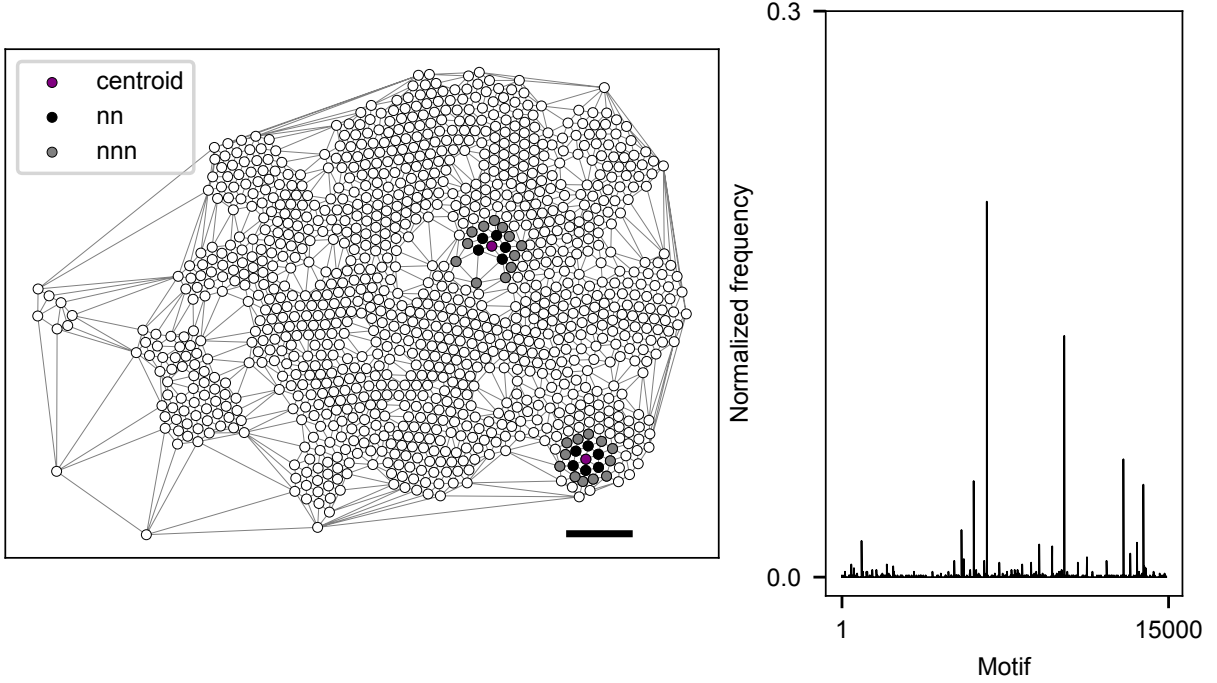 centroid
nn
nnn
0.3
Normalized frequency
0.0
1
15000
Motif